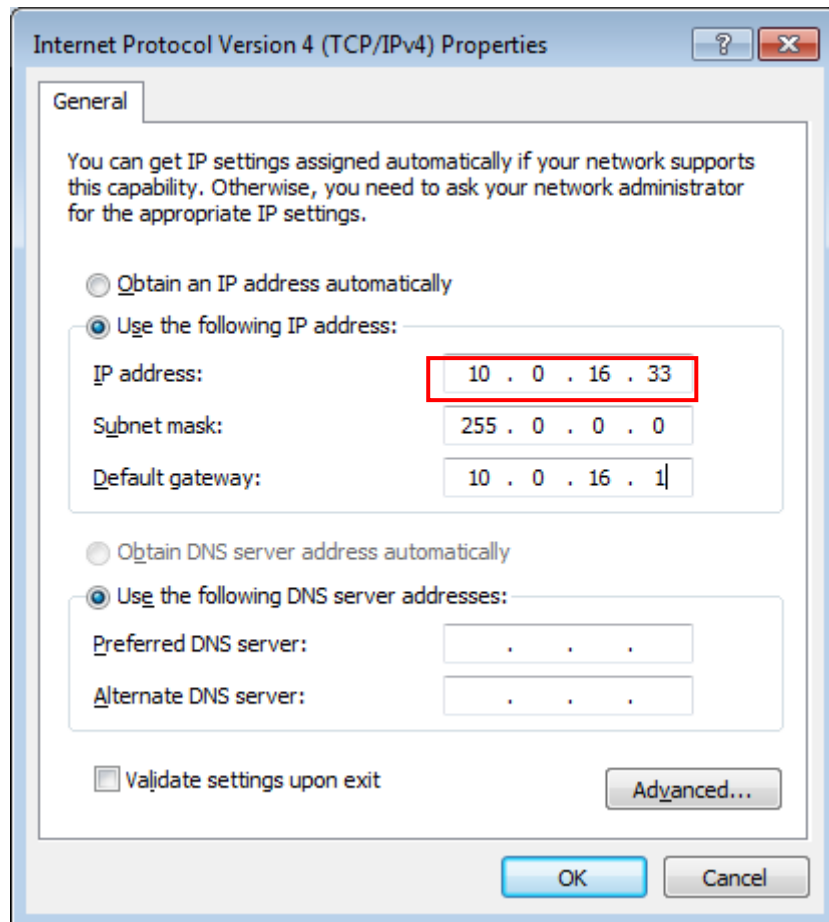 Internet Protocol Version 4 (TCP/IPv4) Properties
General
You can get IP settings assigned automatically if your network supports
this capability. Otherwise, you need to ask your network administrator
for the appropriate IP settings.
Obtain an IP address automatically
Use the following IP address:
IP address: 10 . 0 . 16 . 33
Subnet mask: 255 . 0 . 0 . 0
Default gateway: 10 . 0 . 16 . 1
Obtain DNS server address automatically
Use the following DNS server addresses:
Preferred DNS server: . . .
Alternate DNS server: . . .
Validate settings upon exit
Advanced...
OK Cancel